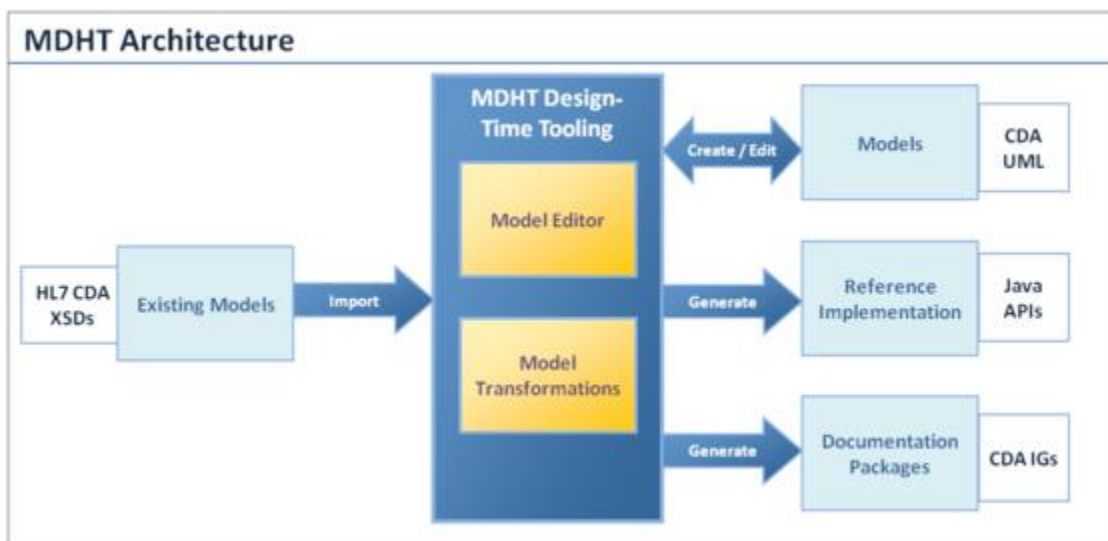 MDHT Architecture
MDHT Design-
Time Tooling
Model Editor
Model
Transformations
HL7 CDA
XSDs
Existing Models
Import
Create / Edit
Models
CDA
UML
Generate
Reference
Implementation
Java
APIs
Generate
Documentation
Packages
CDA IGs